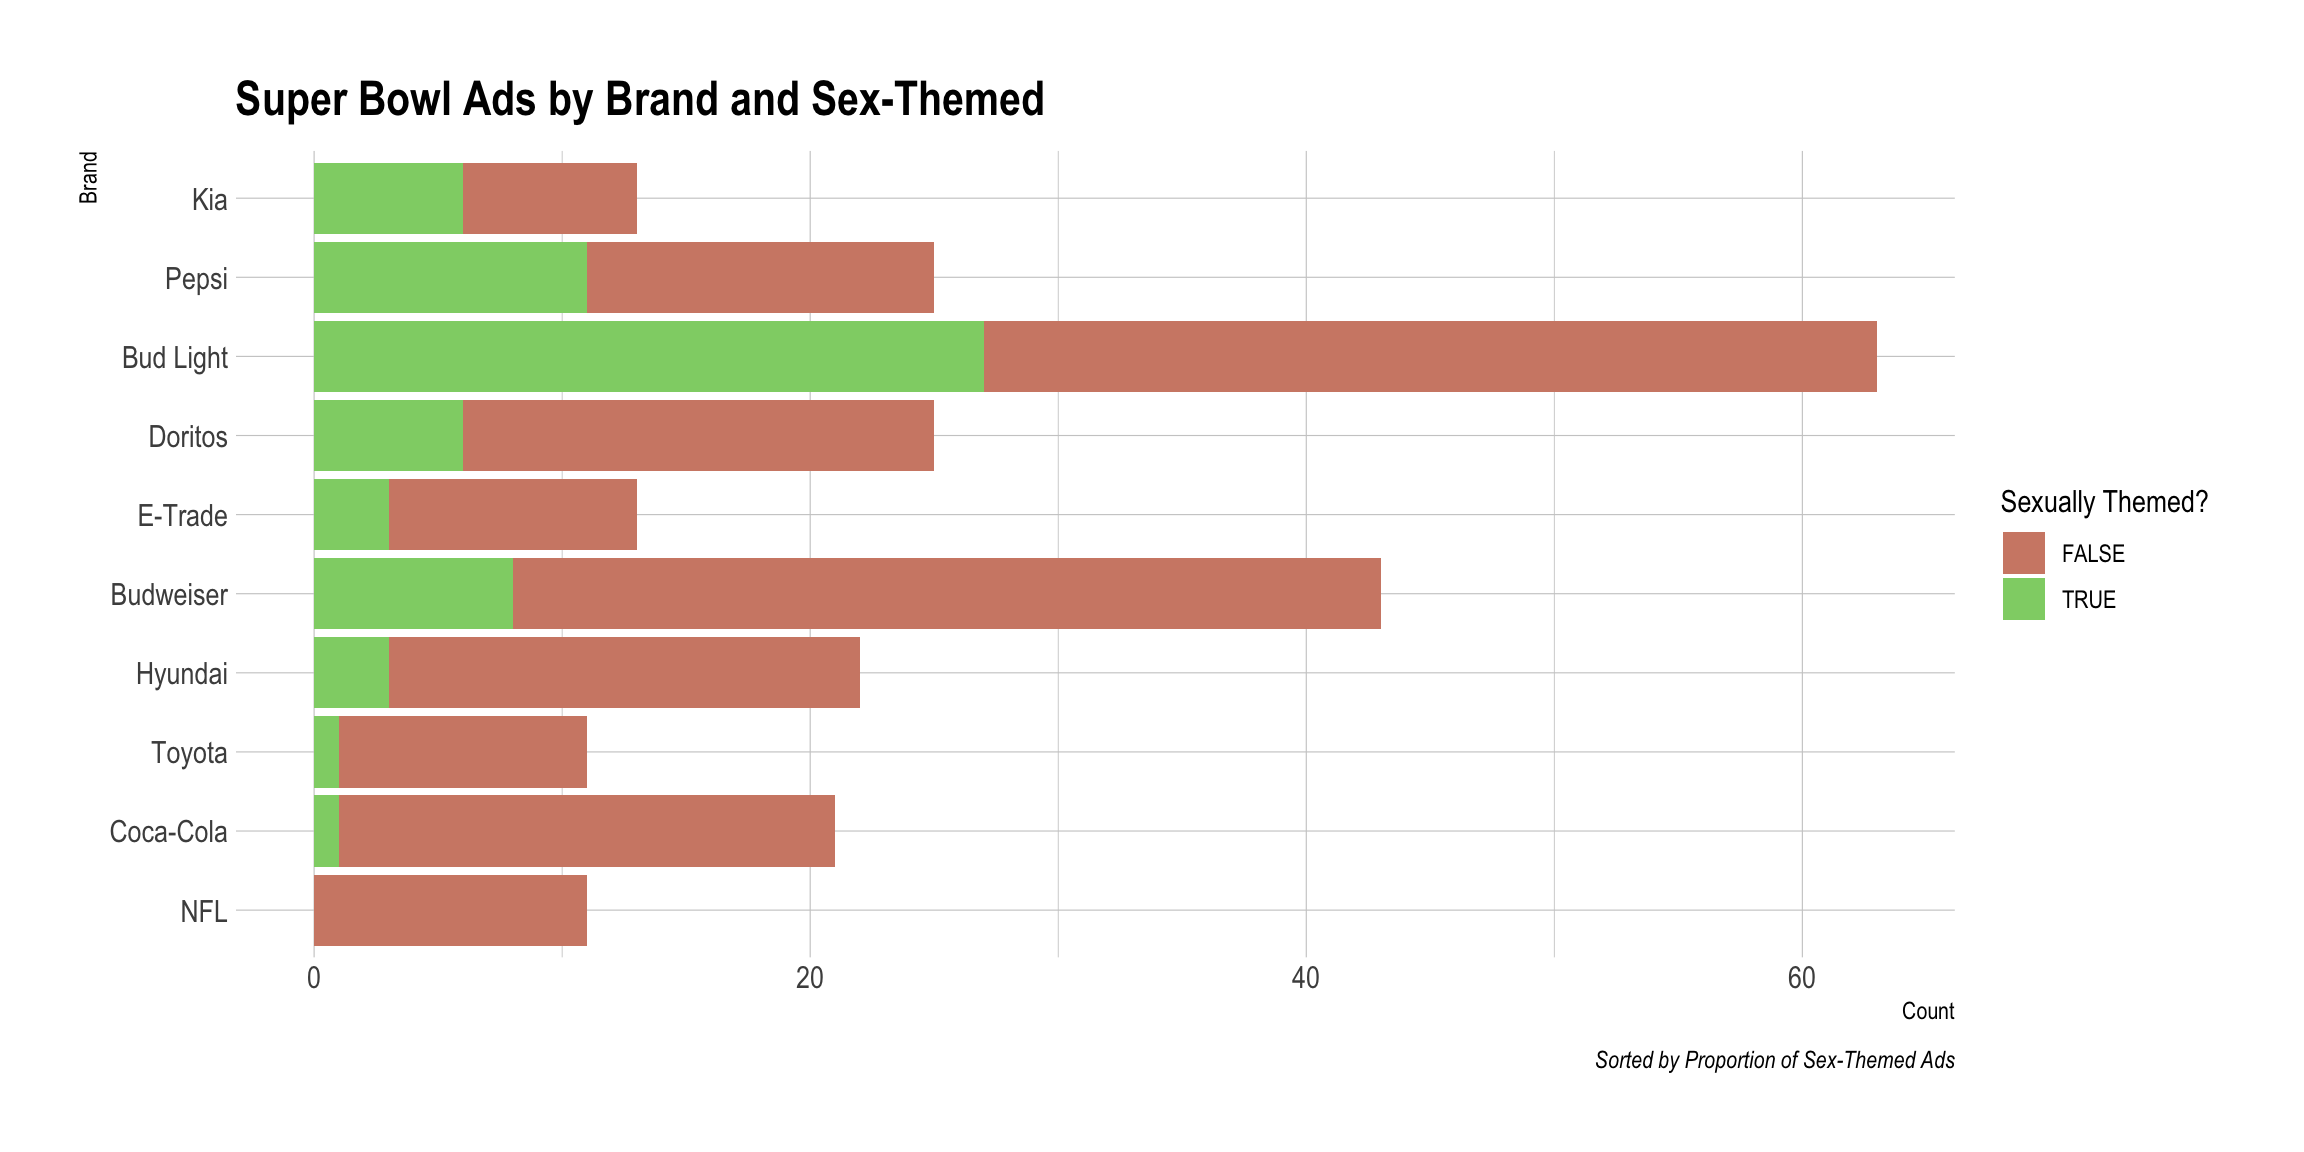 Super Bowl Ads by Brand and Sex-Themed
Brand
Kia
Pepsi
Bud Light
Doritos
E-Trade
Budweiser
Hyundai
Toyota
Coca-Cola
NFL
0 20 40 60
Count
Sorted by Proportion of Sex-Themed Ads
Sexually Themed?
FALSE
TRUE